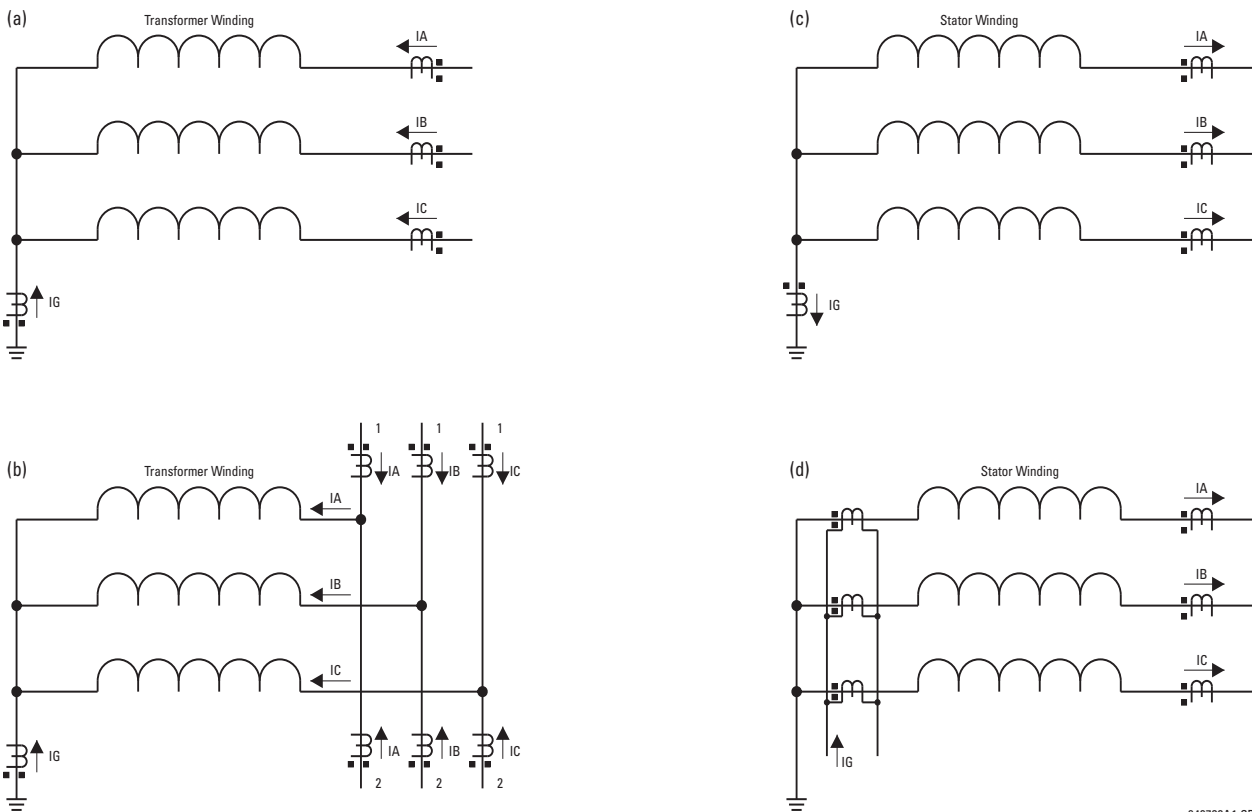 (a)
Transformer Winding
IA
IB
IC
IG
(c)
Stator Winding
IA
IB
IC
IG
(b)
Transformer Winding
1 1 1
IA IB IC
IA
IB
IC
IG
IA IB IC
2 2 2
(d)
Stator Winding
IA
IB
IC
IG